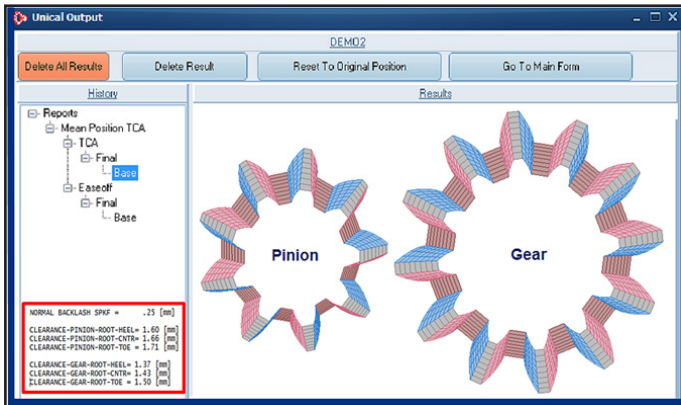 Unical Output
DEMO2
Delete All Results
Delete Result
Reset To Original Position
Go To Main Form
History
Results
Reports
Mean Position TCA
TCA
Final
Base
Easeoff
Final
Base
Pinion
Gear
NORMAL BACKLASH SPKF = .25 [mm]
CLEARANCE-PINION-ROOT-HEEL= 1.60 [mm]
CLEARANCE-PINION-ROOT-CNTR= 1.66 [mm]
CLEARANCE-PINION-ROOT-TOE = 1.71 [mm]
CLEARANCE-GEAR-ROOT-HEEL= 1.37 [mm]
CLEARANCE-GEAR-ROOT-CNTR= 1.43 [mm]
CLEARANCE-GEAR-ROOT-TOE = 1.50 [mm]